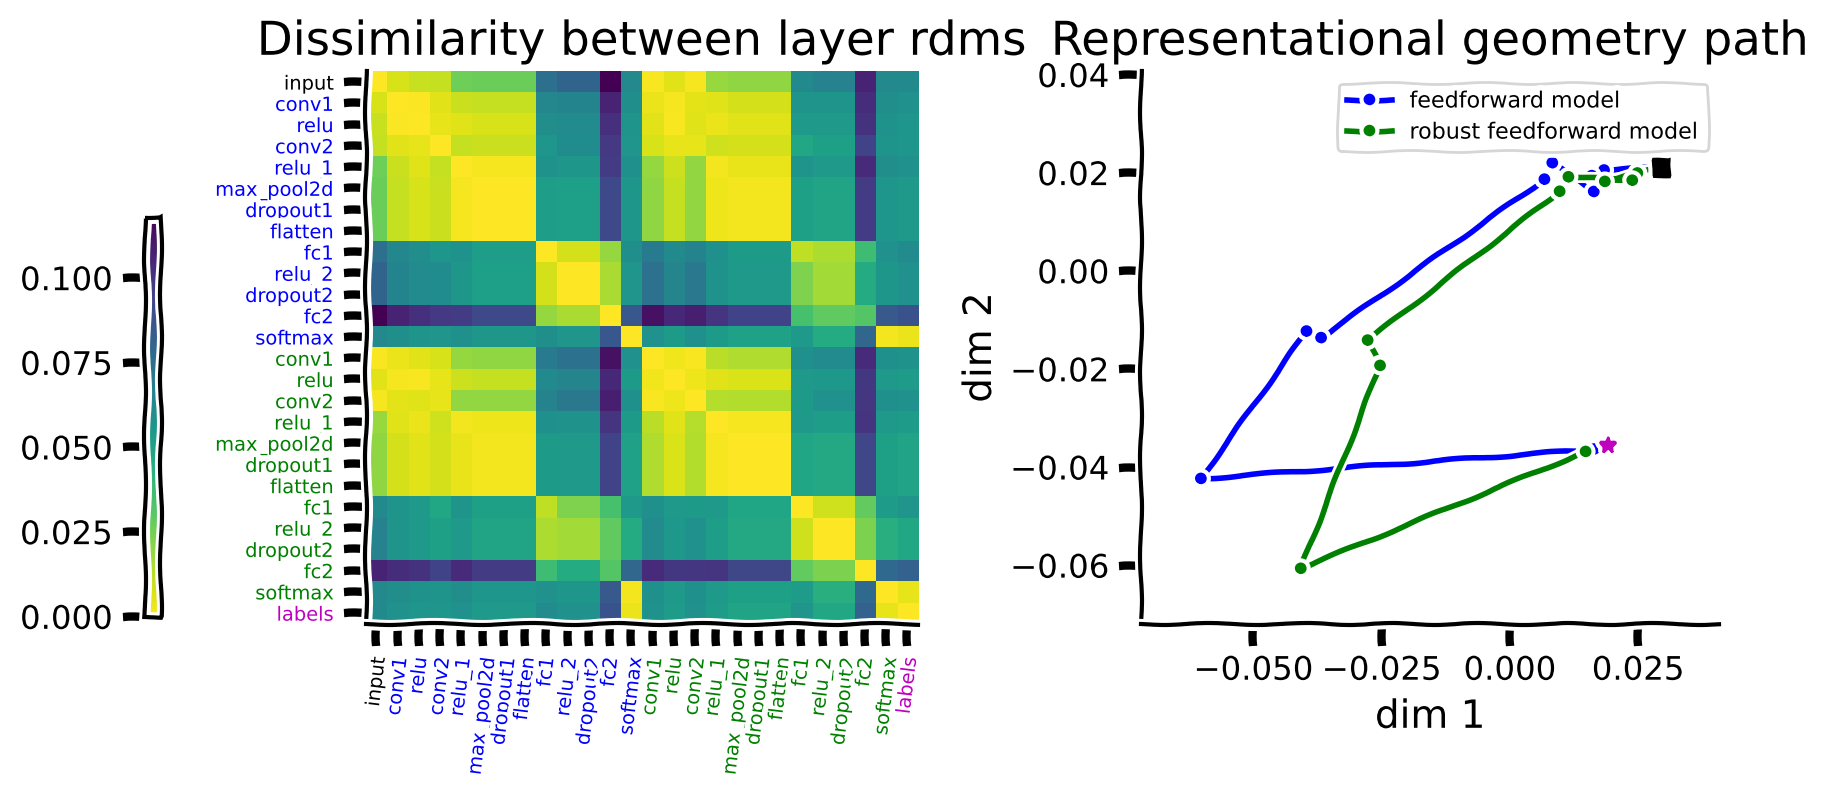 Dissimilarity between layer rdms
0.100
0.075
0.050
0.025
0.000
input
conv1
relu
conv2
relu_1
max_pool2d
dropout1
flatten
fc1
relu_2
dropout2
fc2
softmax
conv1
relu
conv2
relu_1
max_pool2d
dropout1
flatten
fc1
relu_2
dropout2
fc2
softmax
labels
input
conv1
relu
conv2
relu_1
max_pool2d
dropout1
flatten
fc1
relu_2
dropout2
fc2
softmax
conv1
relu
conv2
relu_1
max_pool2d
dropout1
flatten
fc1
relu_2
dropout2
fc2
softmax
labels
Representational geometry path
feedforward model
robust feedforward model
0.04
0.02
0.00
−0.02
−0.04
−0.06
dim 2
−0.050
−0.025
0.000
0.025
dim 1